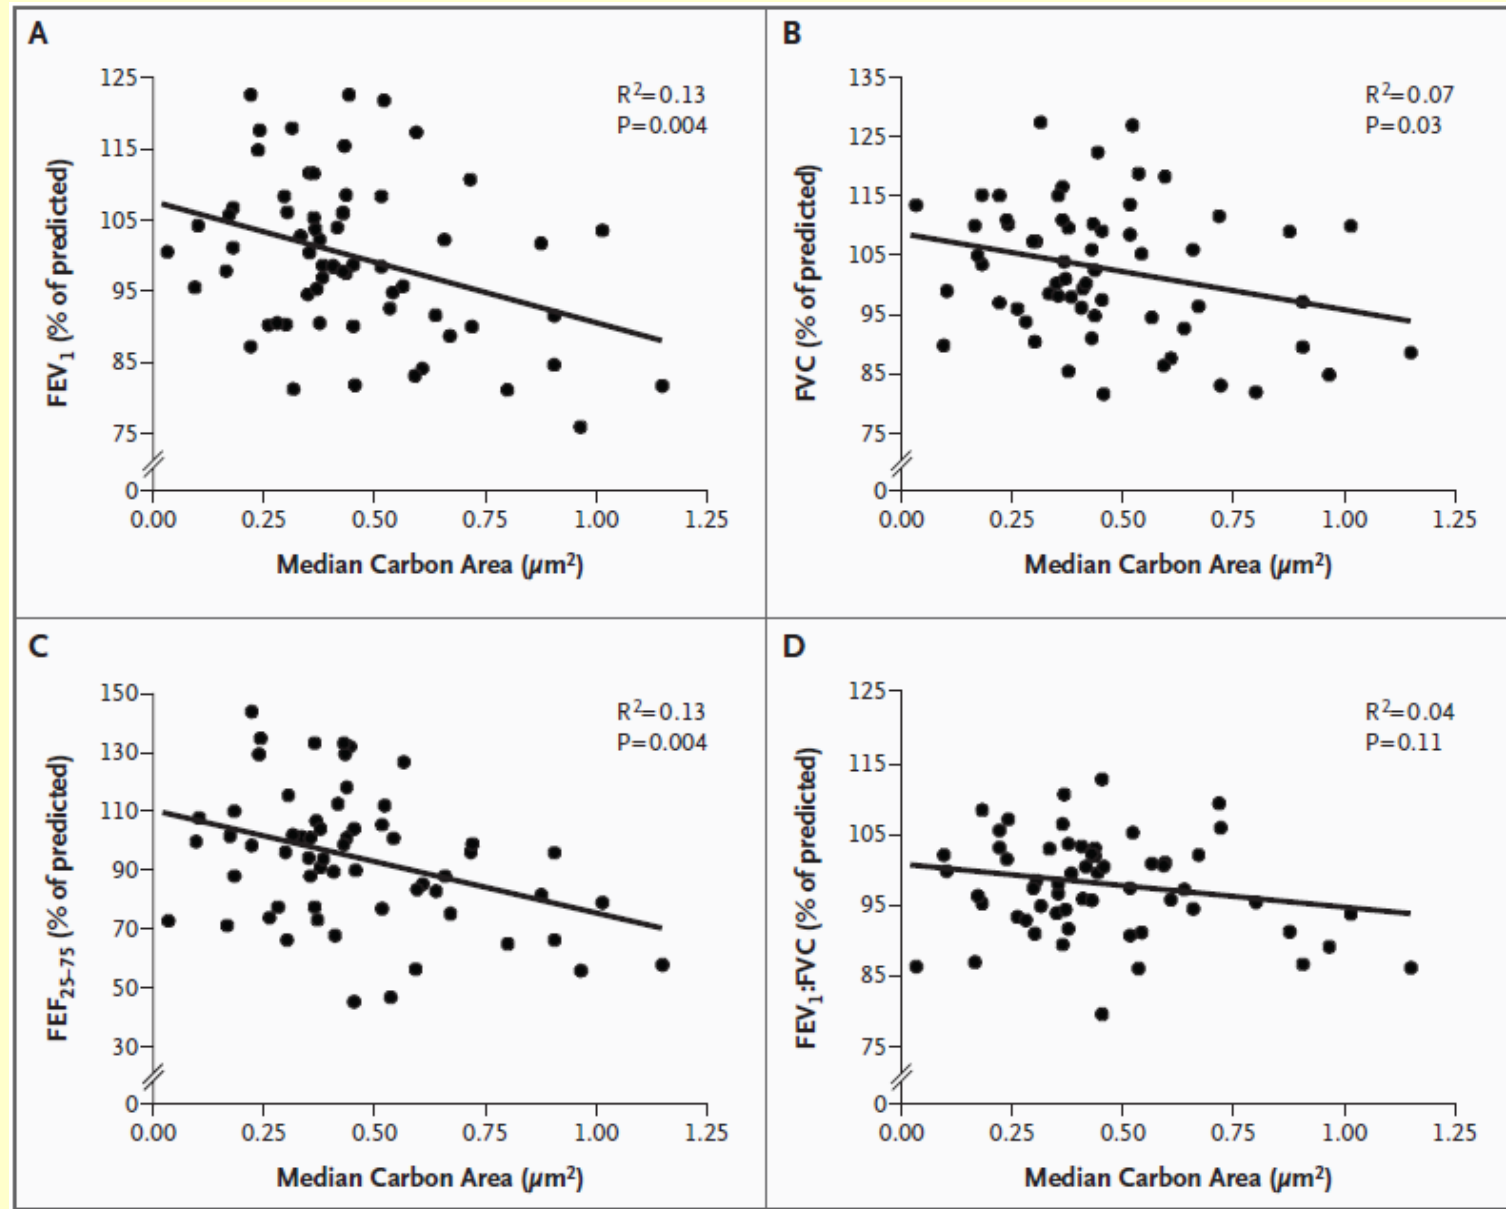 A
125
115
105
95
85
75
0
FEV₁ (% of predicted)
R²=0.13
P=0.004
0.00 0.25 0.50 0.75 1.00 1.25
Median Carbon Area (μm²)
B
135
125
115
105
95
85
75
0
FVC (% of predicted)
R²=0.07
P=0.03
0.00 0.25 0.50 0.75 1.00 1.25
Median Carbon Area (μm²)
C
150
130
110
90
70
50
30
0
FEF₂₅₋₇₅ (% of predicted)
R²=0.13
P=0.004
0.00 0.25 0.50 0.75 1.00 1.25
Median Carbon Area (μm²)
D
125
115
105
95
85
75
0
FEV₁:FVC (% of predicted)
R²=0.04
P=0.11
0.00 0.25 0.50 0.75 1.00 1.25
Median Carbon Area (μm²)